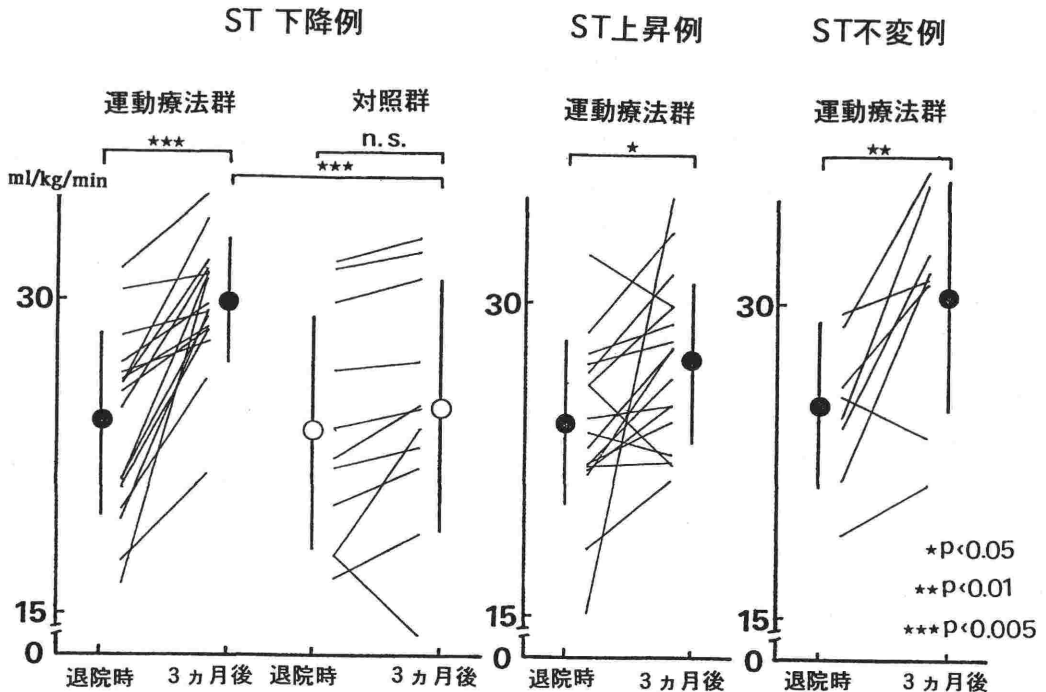 ST 下降例
ST上昇例
ST不変例
運動療法群
対照群
運動療法群
運動療法群
***
n.s.
***
*
**
ml/kg/min
30
15
0
30
15
0
30
15
0
*p<0.05
**p<0.01
***p<0.005
退院時
3ヵ月後
退院時
3ヵ月後
退院時
3ヵ月後
退院時
3ヵ月後